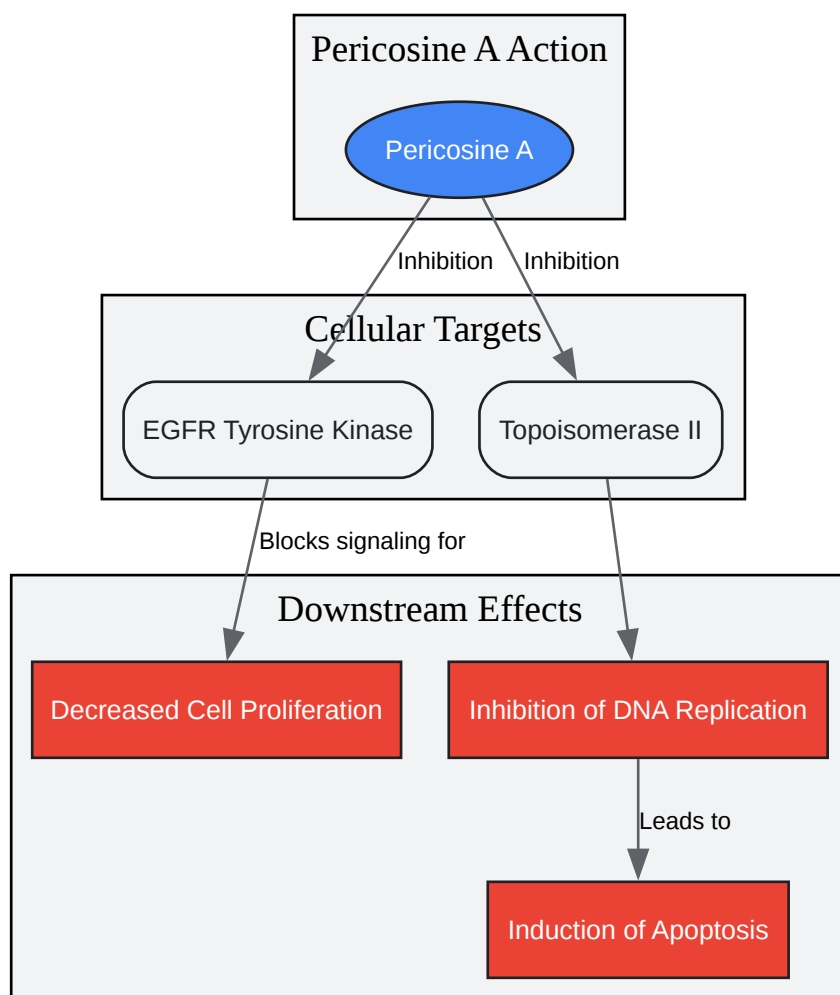 Pericosine A Action
Pericosine A
Inhibition
Inhibition
Cellular Targets
EGFR Tyrosine Kinase
Topoisomerase II
Blocks signaling for
Downstream Effects
Decreased Cell Proliferation
Inhibition of DNA Replication
Leads to
Induction of Apoptosis